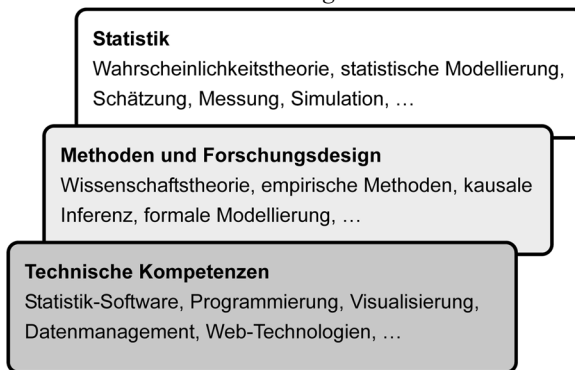 Statistik
Wahrscheinlichkeitstheorie, statistische Modellierung,
Schätzung, Messung, Simulation, …
Methoden und Forschungsdesign
Wissenschaftstheorie, empirische Methoden, kausale
Inferenz, formale Modellierung, …
Technische Kompetenzen
Statistik-Software, Programmierung, Visualisierung,
Datenmanagement, Web-Technologien, …